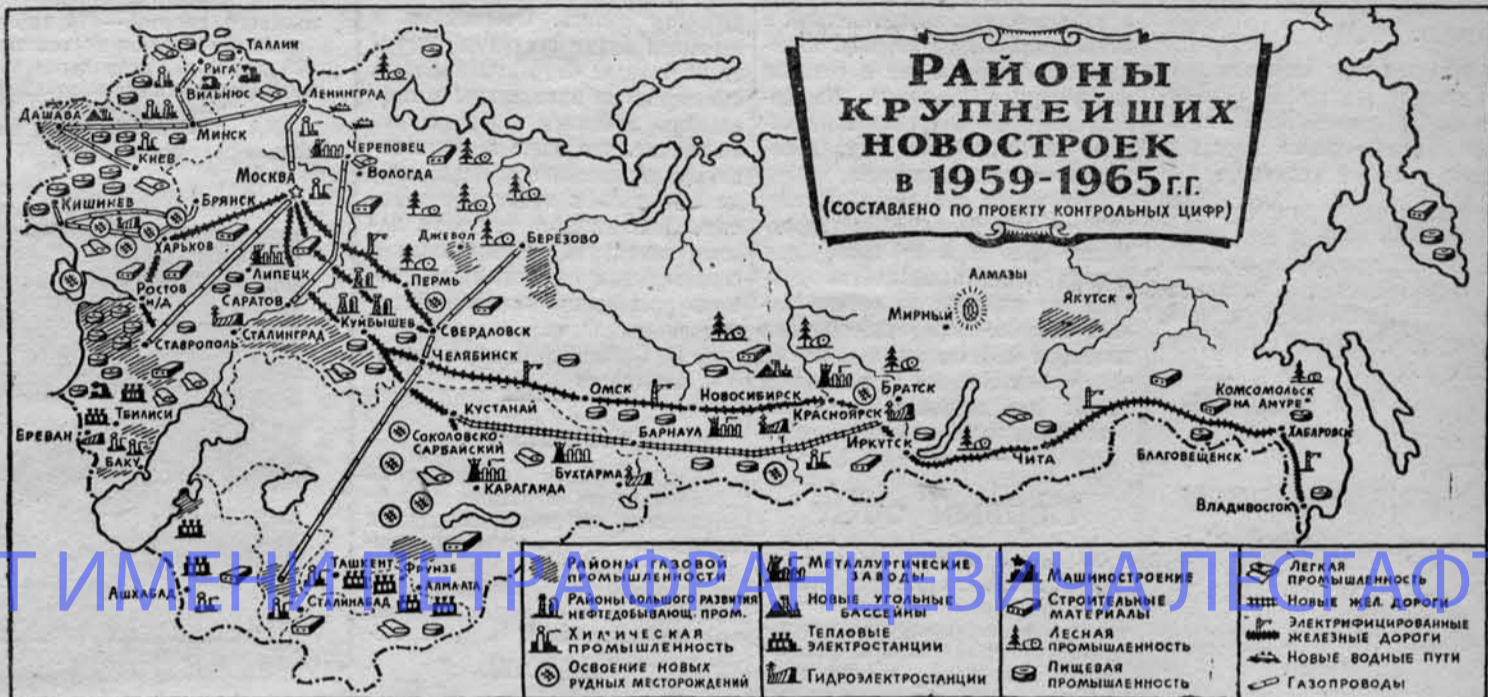 РАЙОНЫ
КРУПНЕЙШИХ
НОВОСТРОЕК
в 1959-1965 г.г.
(СОСТАВЛЕНО ПО ПРОЕКТУ КОНТРОЛЬНЫХ ЦИФР)
ТАЛЛИН
РИГА
ВИЛЬНЮС
ЛЕНИНГРАД
ДАШАВА
МИНСК
КИЕВ
ЧЕРЕПОВЕЦ
ВОЛОГДА
МОСКВА
КИШИНЕВ
БРЯНСК
ДЖЕБОЛ
БЕРЕЗОВО
ХАРЬКОВ
ЛИПЕЦК
ПЕРМЬ
АЛМАЗЫ
ЯКУТСК
РОСТОВ
Н/Д
САРАТОВ
МИРНЫЙ
КУЙБЫШЕВ
СВЕРДЛОВСК
СТАВРОПОЛЬ
СТАЛИНГРАД
ЧЕЛЯБИНСК
ОМСК
НОВОСИБИРСК
БРАТСК
КОМСОМОЛЬСК
НА АМУРЕ
ТБИЛИСИ
КУСТАНАЙ
КРАСНОЯРСК
ЕРЕВАН
СОКОЛОВСКО-
САРБАЙСКИЙ
БАРНАУЛ
ИРКУТСК
ХАБАРОВСК
БАКУ
БУХТАРМА
ЧИТА
БЛАГОВЕЩЕНСК
КАРАГАНДА
ВЛАДИВОСТОК
ТАШКЕНТ
ФРУНЗЕ
АШХАБАД
СТАЛИНАБАД
АЛМА-АТА
Т ИМЕНИ ПЕТРА ФРАНЦЕВИЧА ЛЕСГАФТ
РАЙОНЫ ГАЗОВОЙ
ПРОМЫШЛЕННОСТИ
РАЙОНЫ БОЛЬШОГО РАЗВИТИЯ
НЕФТЕДОБЫВАЮЩ. ПРОМ.
ХИМИЧЕСКАЯ
ПРОМЫШЛЕННОСТЬ
ОСВОЕНИЕ НОВЫХ
РУДНЫХ МЕСТОРОЖДЕНИЙ
МЕТАЛЛУРГИЧЕСКИЕ
ЗАВОДЫ
НОВЫЕ УГОЛЬНЫЕ
БАССЕЙНЫ
ТЕПЛОВЫЕ
ЭЛЕКТРОСТАНЦИИ
ГИДРОЭЛЕКТРОСТАНЦИИ
МАШИНОСТРОЕНИЕ
СТРОИТЕЛЬНЫЕ
МАТЕРИАЛЫ
ЛЕСНАЯ
ПРОМЫШЛЕННОСТЬ
ПИЩЕВАЯ
ПРОМЫШЛЕННОСТЬ
ЛЕГКАЯ
ПРОМЫШЛЕННОСТЬ
НОВЫЕ ЖЕЛ. ДОРОГИ
ЭЛЕКТРИФИЦИРОВАННЫЕ
ЖЕЛЕЗНЫЕ ДОРОГИ
НОВЫЕ ВОДНЫЕ ПУТИ
ГАЗОПРОВОДЫ